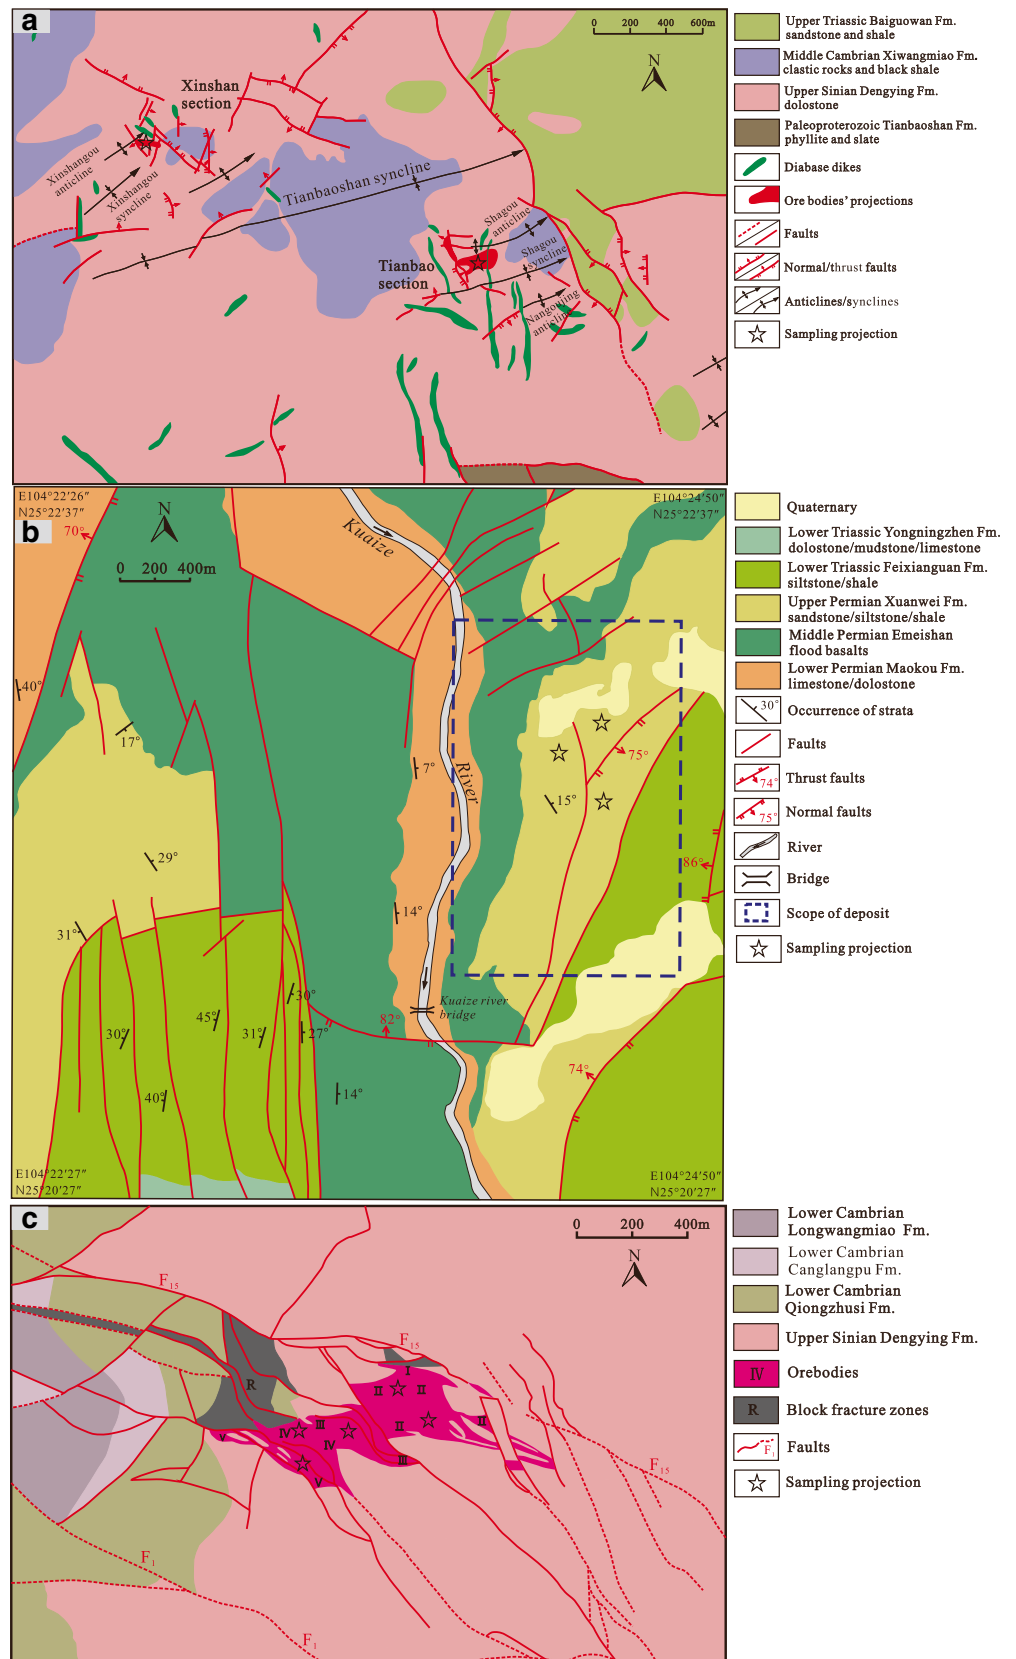 a
0 200 400 600m
N
Xinshan
section
Xinshangou
anticline
Xinshangou
syncline
Tianbaoshan syncline
Shagou
anticline
Shagou
syncline
Tianbao
section
Nangoujing
anticline
Upper Triassic Baiguowan Fm.
sandstone and shale
Middle Cambrian Xiwangmiao Fm.
clastic rocks and black shale
Upper Sinian Dengying Fm.
dolostone
Paleoproterozoic Tianbaoshan Fm.
phyllite and slate
Diabase dikes
Ore bodies' projections
Faults
Normal/thrust faults
Anticlines/synclines
Sampling projection
E104°22′26″
N25°22′37″
E104°24′50″
N25°22′37″
b
N
0 200 400m
Kuaize
River
70°
40°
17°
7°
75°
15°
29°
86°
14°
31°
30°
45°
30°
31°
27°
82°
Kuaize river
bridge
40°
14°
74°
E104°22′27″
N25°20′27″
E104°24′50″
N25°20′27″
Quaternary
Lower Triassic Yongningzhen Fm.
dolostone/mudstone/limestone
Lower Triassic Feixianguan Fm.
siltstone/shale
Upper Permian Xuanwei Fm.
sandstone/siltstone/shale
Middle Permian Emeishan
flood basalts
Lower Permian Maokou Fm.
limestone/dolostone
30°
Occurrence of strata
Faults
74°
Thrust faults
75°
Normal faults
River
Bridge
Scope of deposit
Sampling projection
c
0 200 400m
N
F15
F15
I
II
II
R
II
II
III
IV
IV
V
III
V
F15
F1
F1
Lower Cambrian
Longwangmiao Fm.
Lower Cambrian
Canglangpu Fm.
Lower Cambrian
Qiongzhusi Fm.
Upper Sinian Dengying Fm.
IV
Orebodies
R
Block fracture zones
F1
Faults
Sampling projection